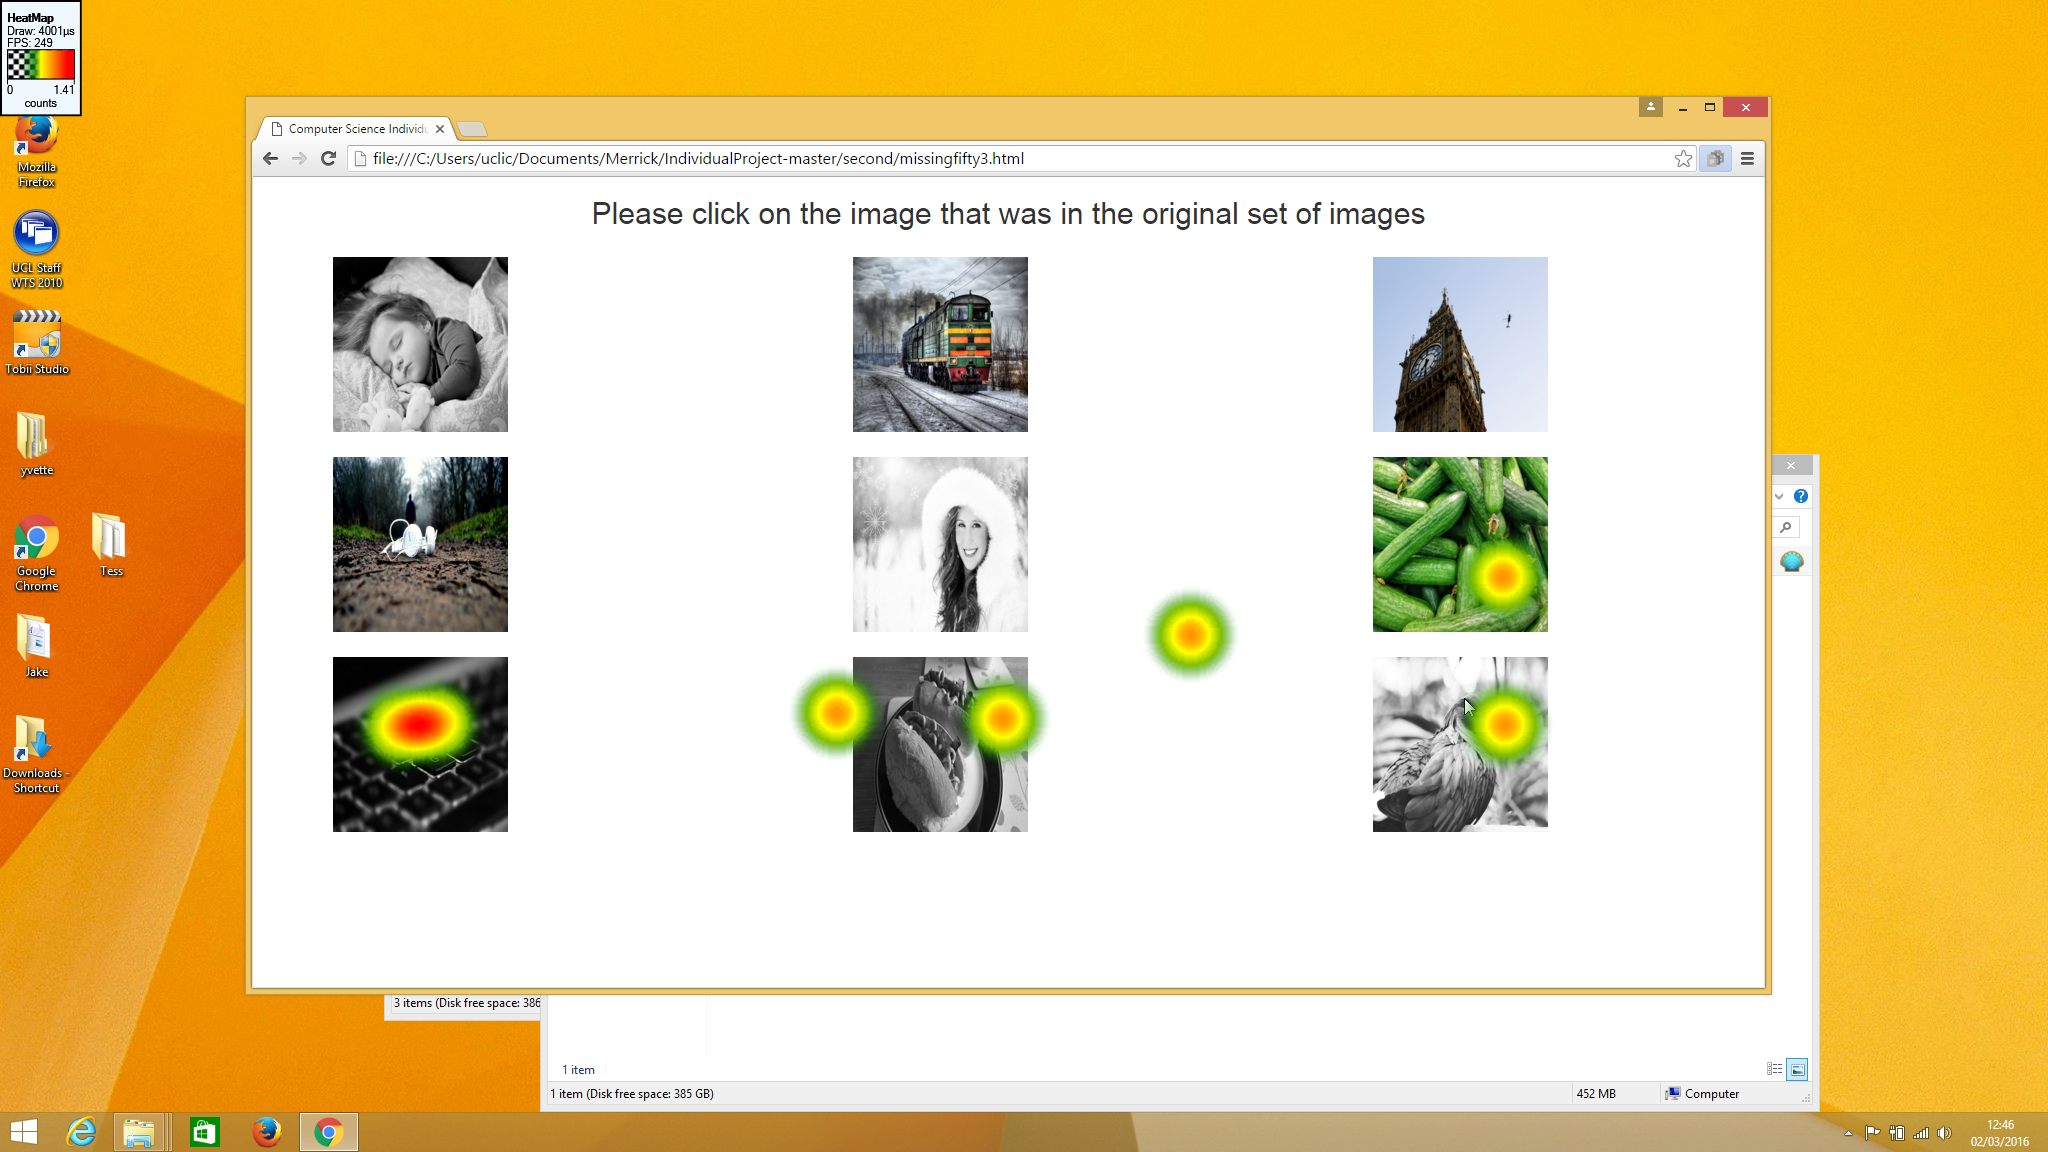 HeatMap
Draw: 4001µs
FPS: 249
0 1.41
counts
Mozilla
Firefox
UCL Staff
WTS 2010
Tobii Studio
yvette
Google
Chrome
Tess
Jake
Downloads -
Shortcut
Computer Science Individu
file:///C:/Users/uclic/Documents/Merrick/IndividualProject-master/second/missingfifty3.html
Please click on the image that was in the original set of images
3 items (Disk free space: 386
1 item
1 item (Disk free space: 385 GB)
452 MB
Computer
12:46
02/03/2016